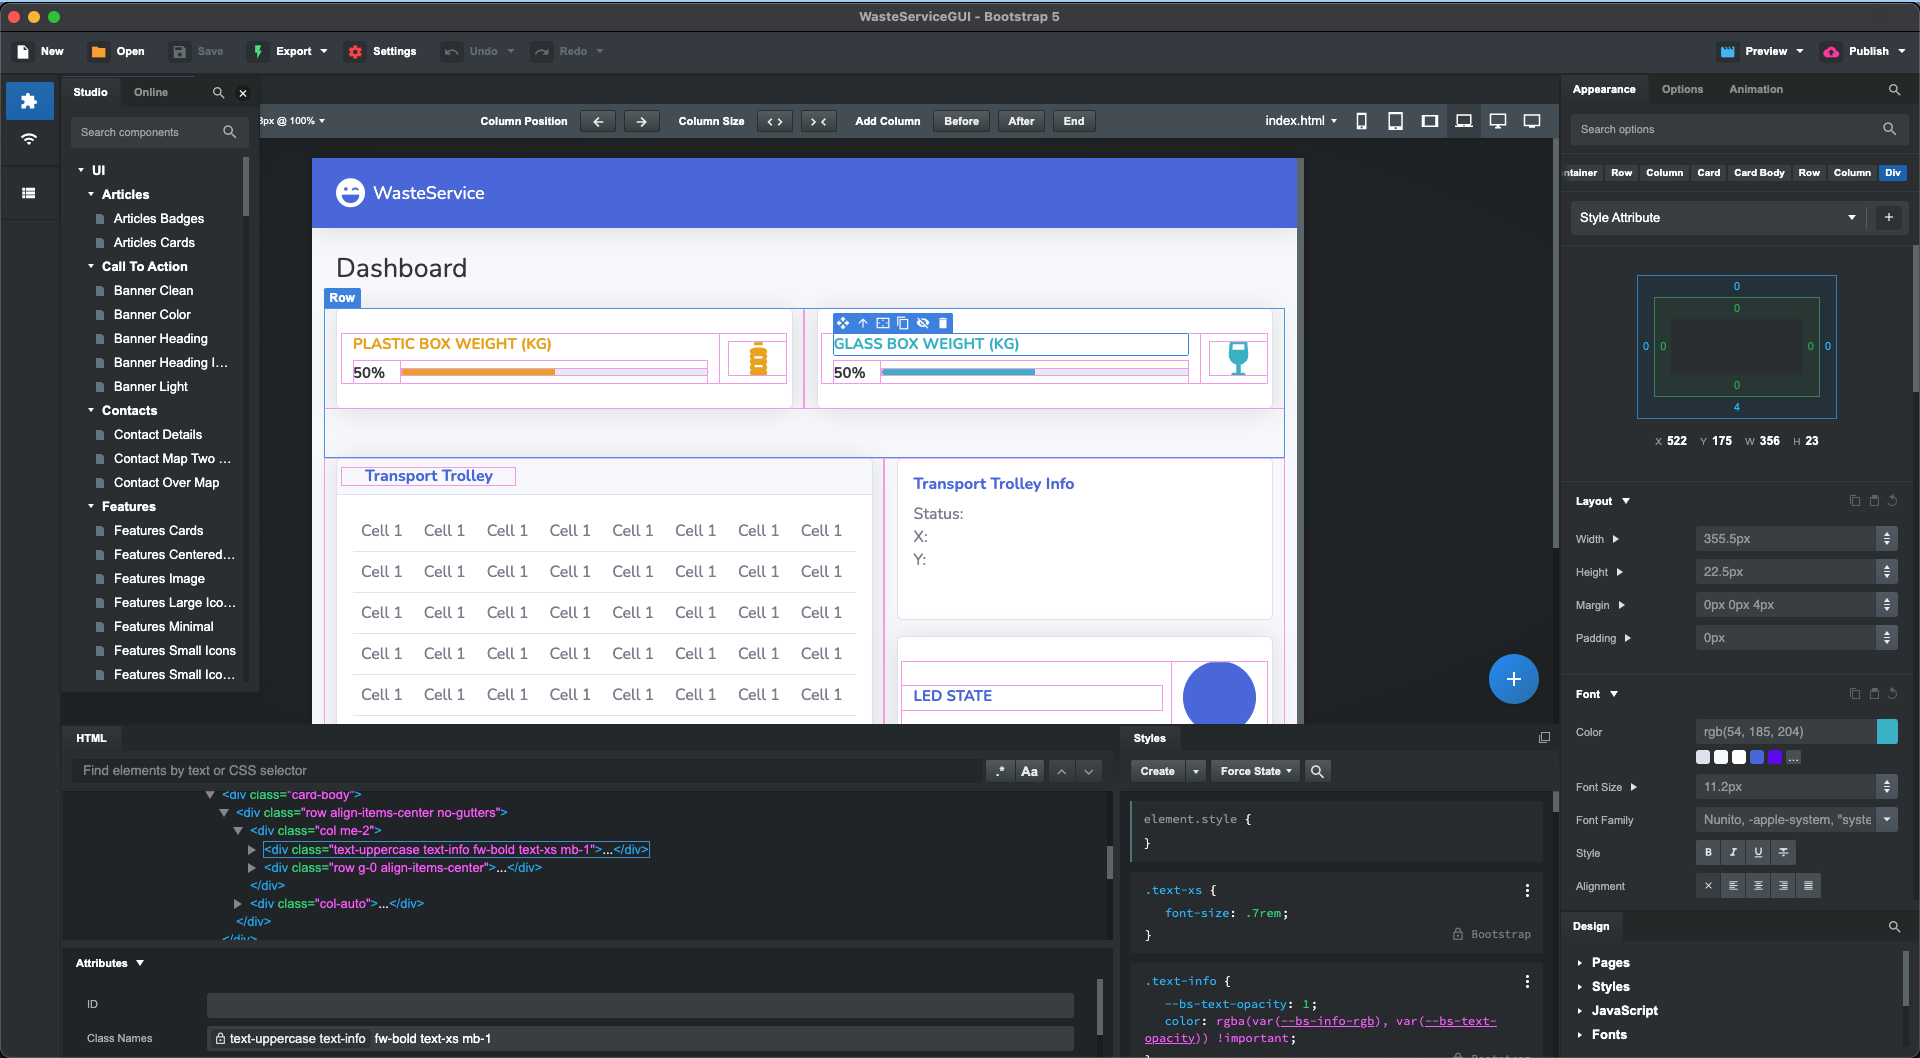 WasteServiceGUI - Bootstrap 5
New Open Save Export Settings Undo Redo Preview Publish
Studio Online
Search components
UI
Articles
Articles Badges
Articles Cards
Call To Action
Banner Clean
Banner Color
Banner Heading
Banner Heading I...
Banner Light
Contacts
Contact Details
Contact Map Two ...
Contact Over Map
Features
Features Cards
Features Centered...
Features Image
Features Large Ico...
Features Minimal
Features Small Icons
Features Small Ico...
px @ 100% Column Position Column Size Add Column Before After End index.html
WasteService
Dashboard
Row
PLASTIC BOX WEIGHT (KG)
50%
GLASS BOX WEIGHT (KG)
50%
Transport Trolley
Cell 1 Cell 1 Cell 1 Cell 1 Cell 1 Cell 1 Cell 1 Cell 1
Cell 1 Cell 1 Cell 1 Cell 1 Cell 1 Cell 1 Cell 1 Cell 1
Cell 1 Cell 1 Cell 1 Cell 1 Cell 1 Cell 1 Cell 1 Cell 1
Cell 1 Cell 1 Cell 1 Cell 1 Cell 1 Cell 1 Cell 1 Cell 1
Cell 1 Cell 1 Cell 1 Cell 1 Cell 1 Cell 1 Cell 1 Cell 1
Transport Trolley Info
Status:
X:
Y:
LED STATE
HTML
Find elements by text or CSS selector
.* Aa
<div class="card-body">
<div class="row align-items-center no-gutters">
<div class="col me-2">
<div class="text-uppercase text-info fw-bold text-xs mb-1">...</div>
<div class="row g-0 align-items-center">...</div>
</div>
<div class="col-auto">...</div>
</div>
</div>
Attributes
ID
Class Names text-uppercase text-info fw-bold text-xs mb-1
Styles
Create Force State
element.style {
}
.text-xs {
font-size: .7rem;
}
Bootstrap
.text-info {
--bs-text-opacity: 1;
color: rgba(var(--bs-info-rgb), var(--bs-text-
opacity)) !important;
}
Bootstrap
Appearance Options Animation
Search options
ntainer Row Column Card Card Body Row Column Div
Style Attribute
0
0
0 0 0 0
0
4
X 522 Y 175 W 356 H 23
Layout
Width 355.5px
Height 22.5px
Margin 0px 0px 4px
Padding 0px
Font
Color rgb(54, 185, 204)
...
Font Size 11.2px
Font Family Nunito, -apple-system, "syste
Style B I U T
Alignment
Design
Pages
Styles
JavaScript
Fonts